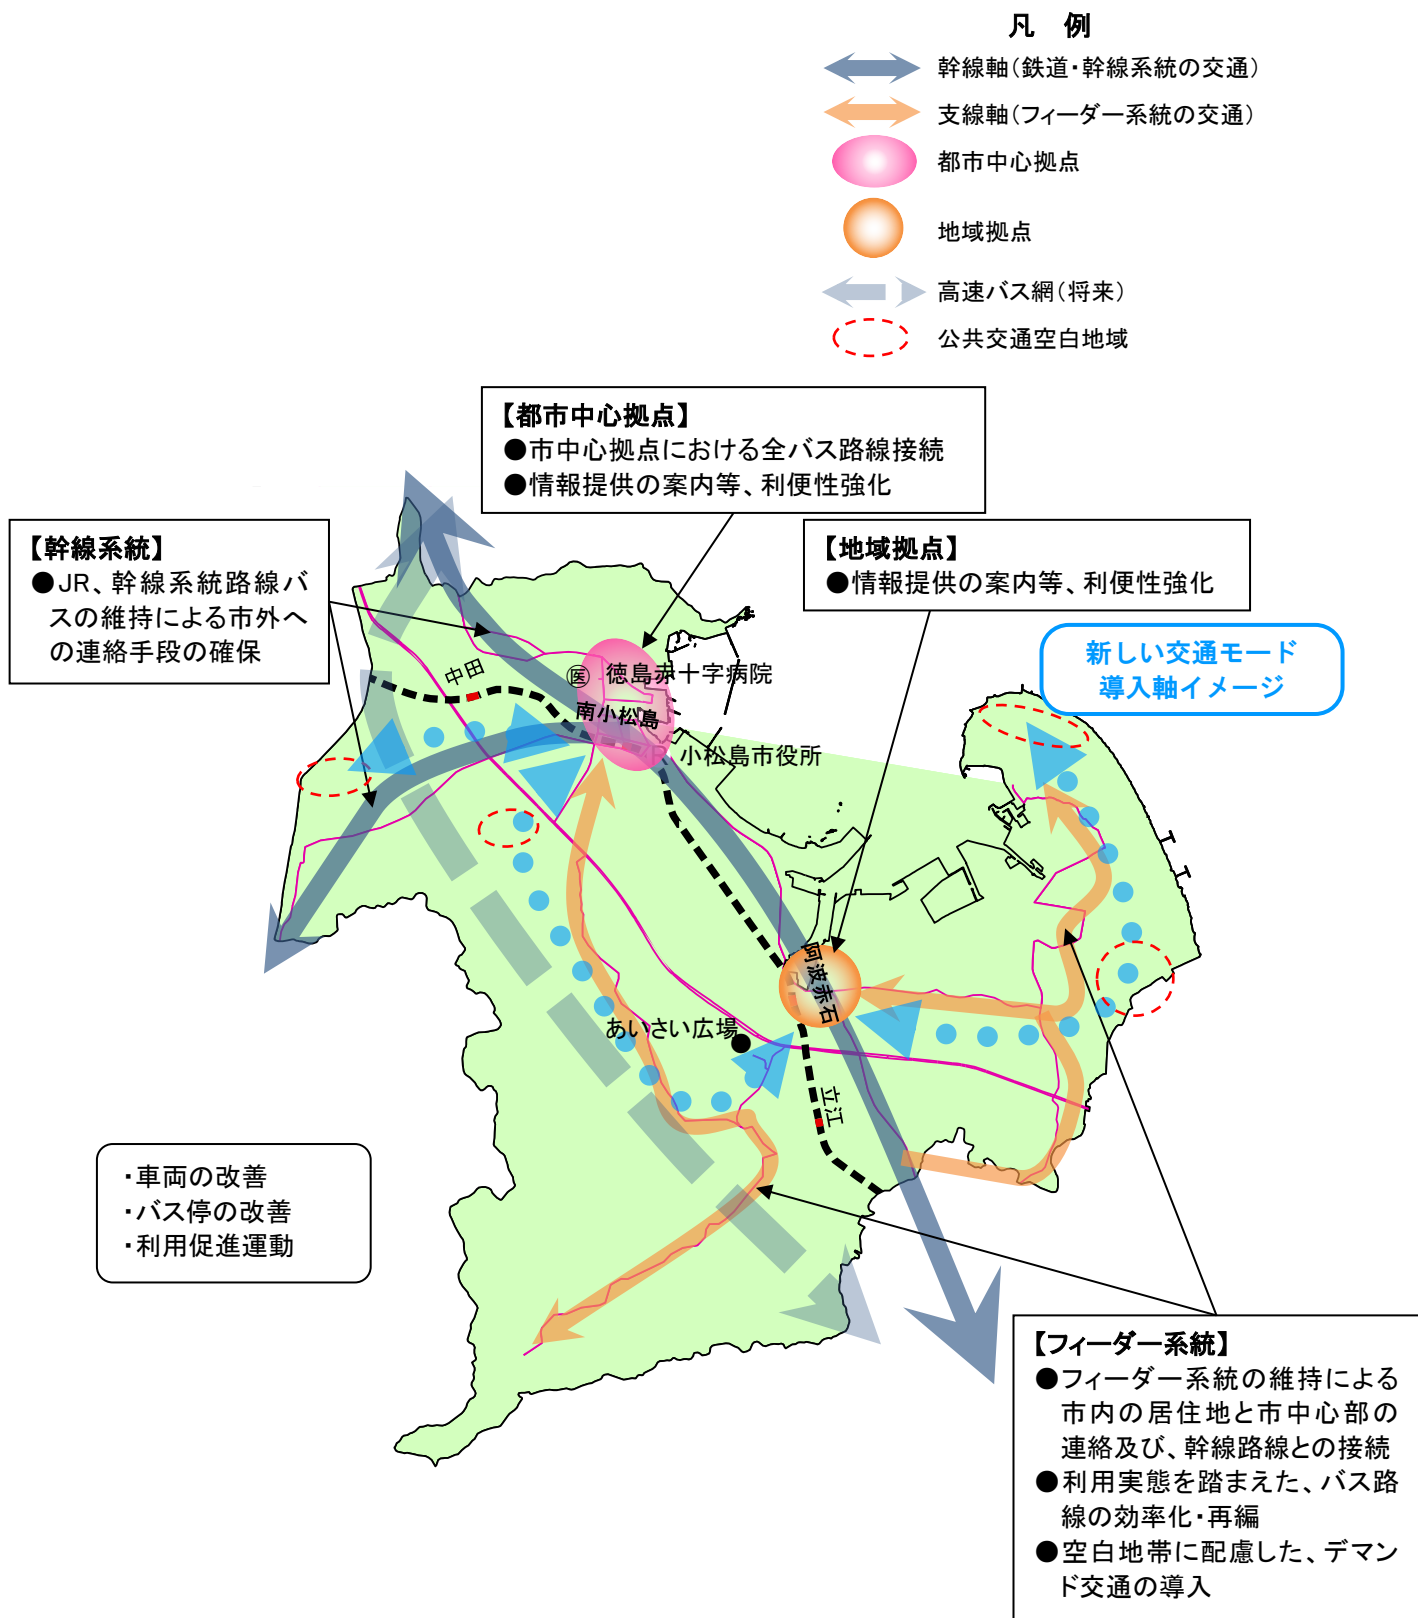 凡 例
幹線軸(鉄道・幹線系統の交通)
支線軸(フィーダー系統の交通)
都市中心拠点
地域拠点
高速バス網(将来)
公共交通空白地域
【都市中心拠点】
●市中心拠点における全バス路線接続
●情報提供の案内等、利便性強化
【幹線系統】
●JR、幹線系統路線バ
スの維持による市外へ
の連絡手段の確保
【地域拠点】
●情報提供の案内等、利便性強化
新しい交通モード
導入軸イメージ
中田
医 徳島赤十字病院
南小松島
小松島市役所
阿波赤石
あいさい広場
立江
・車両の改善
・バス停の改善
・利用促進運動
【フィーダー系統】
●フィーダー系統の維持による
市内の居住地と市中心部の
連絡及び、幹線路線との接続
●利用実態を踏まえた、バス路
線の効率化・再編
●空白地帯に配慮した、デマン
ド交通の導入